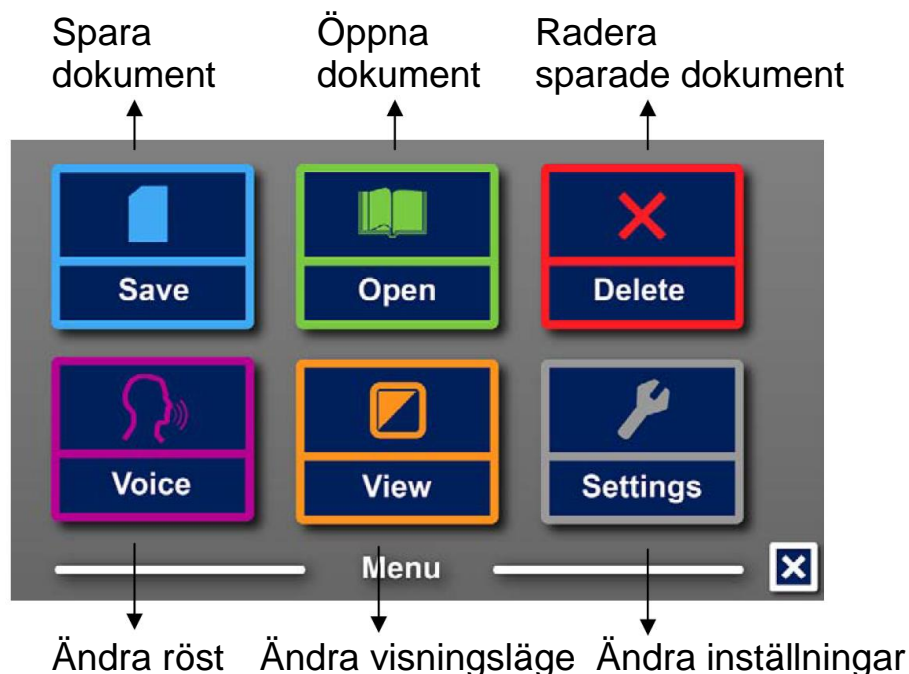 Spara
dokument
Öppna
dokument
Radera
sparade dokument
Save
Open
Delete
Voice
View
Settings
Menu
Ändra röst
Ändra visningsläge
Ändra inställningar